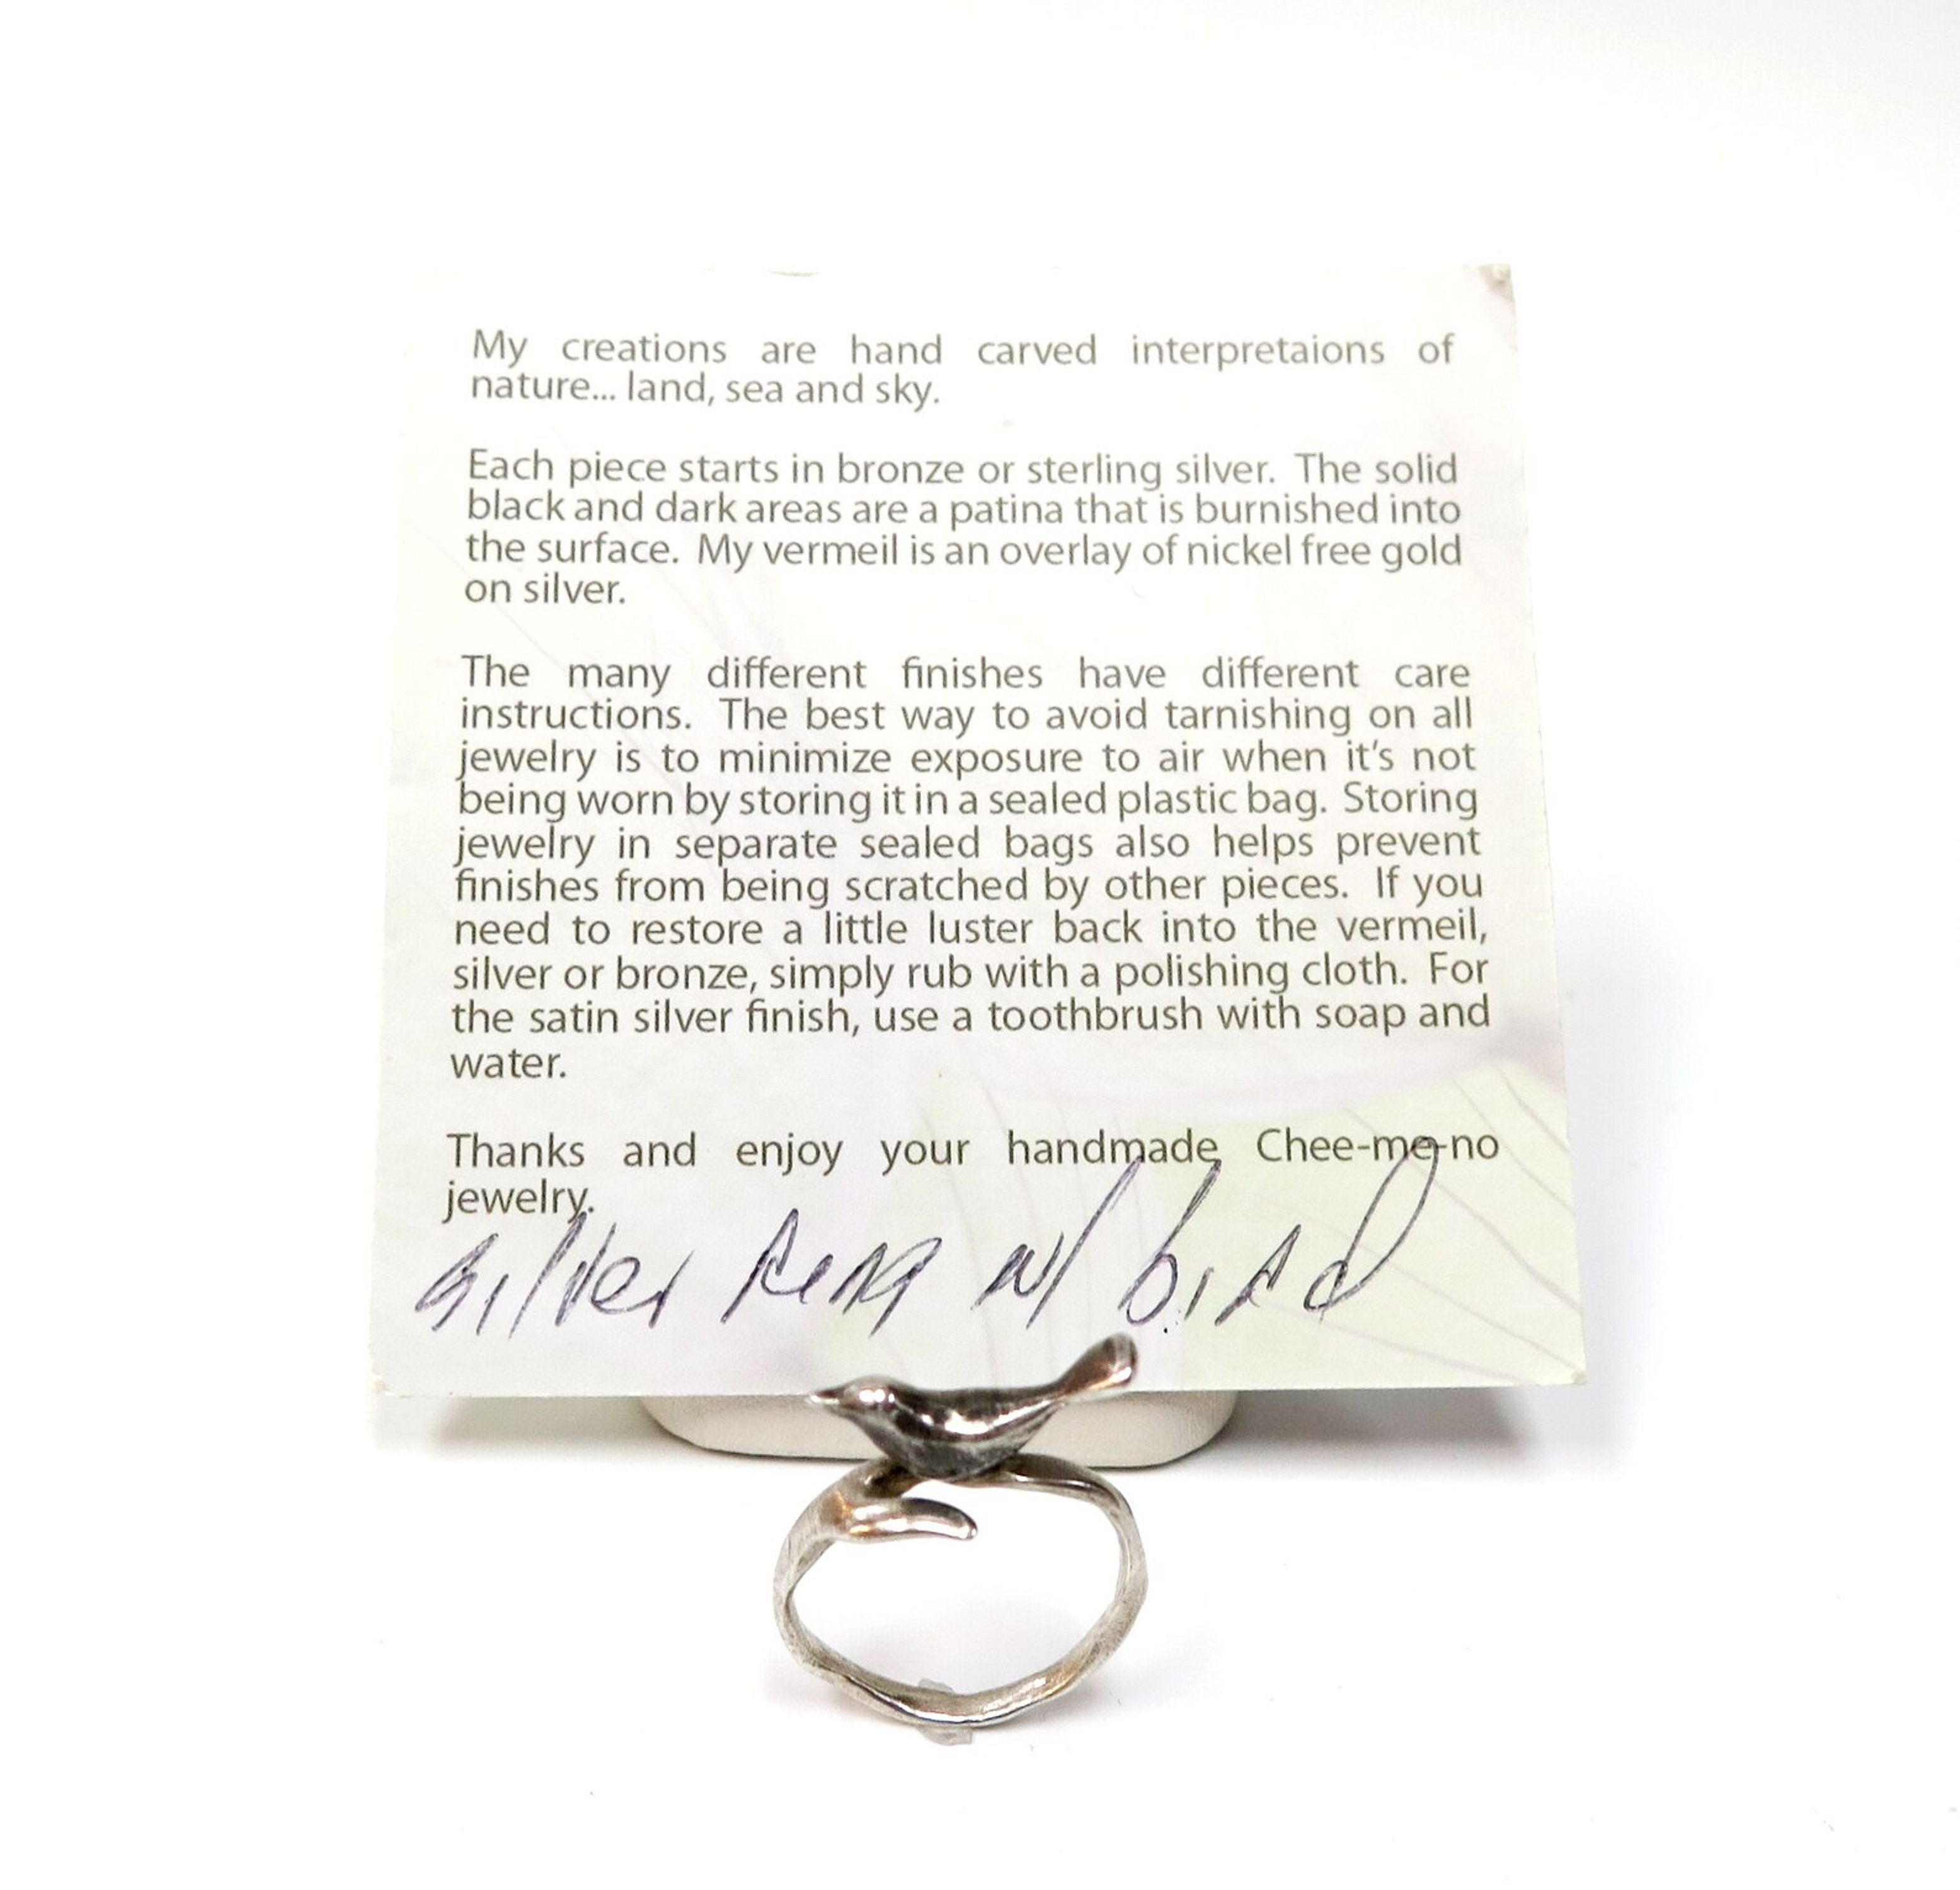 My creations are hand carved interpretaions of
nature... land, sea and sky.
Each piece starts in bronze or sterling silver. The solid
black and dark areas are a patina that is burnished into
the surface. My vermeil is an overlay of nickel free gold
on silver.
The many different finishes have different care
instructions. The best way to avoid tarnishing on all
jewelry is to minimize exposure to air when it's not
being worn by storing it in a sealed plastic bag. Storing
jewelry in separate sealed bags also helps prevent
finishes from being scratched by other pieces. If you
need to restore a little luster back into the vermeil,
silver or bronze, simply rub with a polishing cloth. For
the satin silver finish, use a toothbrush with soap and
water.
Thanks and enjoy your handmade Chee-me-no
jewelry.
silver w/ bird